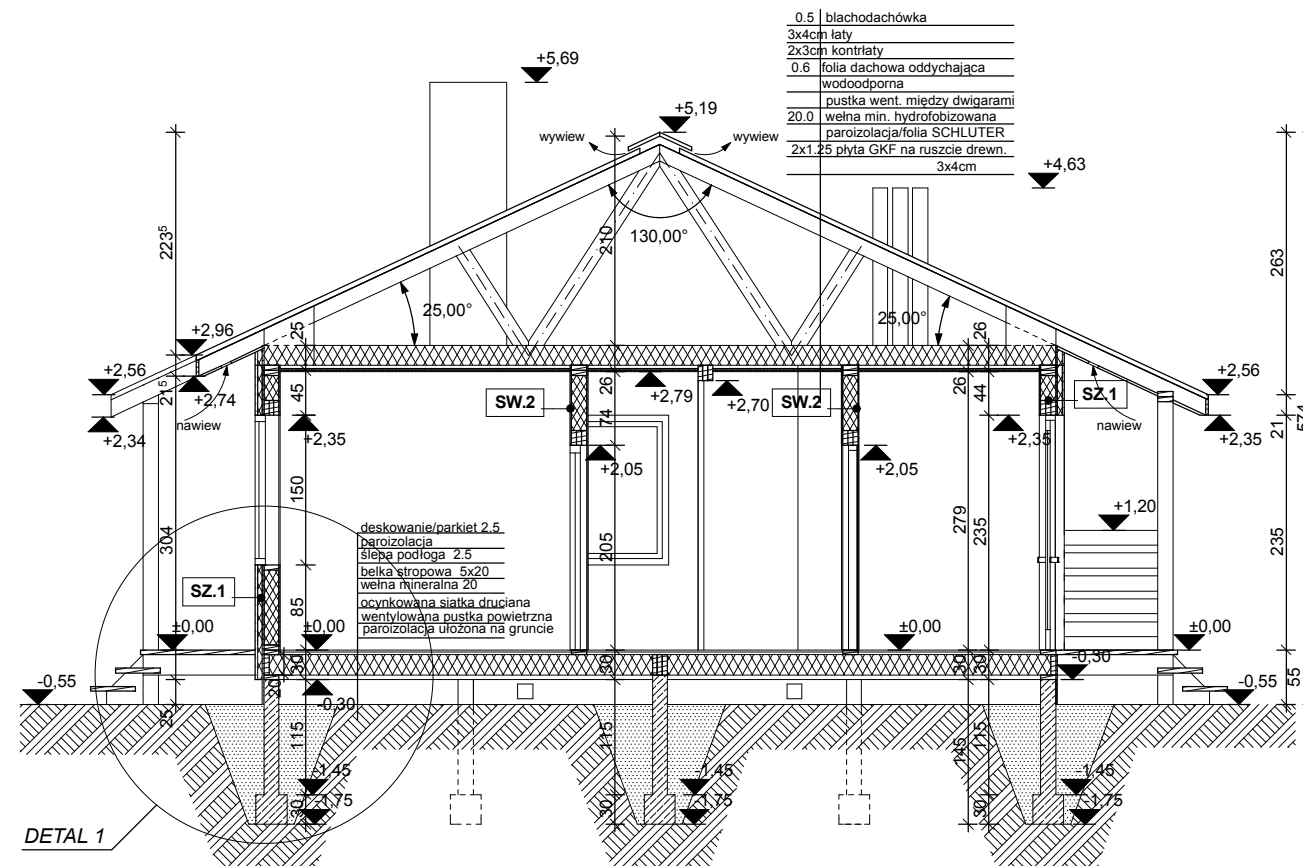 0.5 blachodachówka
3x4cm łaty
2x3cm kontrłaty
0.6 folia dachowa oddychająca
wodoodporna
pustka went. między dwigarami
20.0 wełna min. hydrofobizowana
paroizolacja/folia SCHLUTER
2x1.25 płyta GKF na ruszcie drewn.
3x4cm
+5,69
+5,19
wywiew
wywiew
+4,63
223⁵
210
130,00°
263
25,00°
25,00°
+2,96
25
26
+2,56
+2,56
21⁵
+2,74
45
SW.2
26
+2,79
+2,70
SW.2
26
44
SZ.1
nawiew
nawiew
+2,34
+2,35
74
+2,35
21
+2,35
574
+2,05
+2,05
150
304
205
279
235
+1,20
235
deskowanie/parkiet 2.5
paroizolacja
ślepa podłoga 2.5
belka stropowa 5x20
wełna mineralna 20
ocynkowana siatka druciana
wentylowana pustka powietrzna
paroizolacja ułożona na gruncie
SZ.1
85
±0,00
±0,00
±0,00
±0,00
30
30
30
30
-0,30
20
-0,55
-0,30
-0,55
55
25
115
115
145
115
-1,45
-1,45
-1,45
-1,75
-1,75
-1,75
30
30
30
DETAL 1